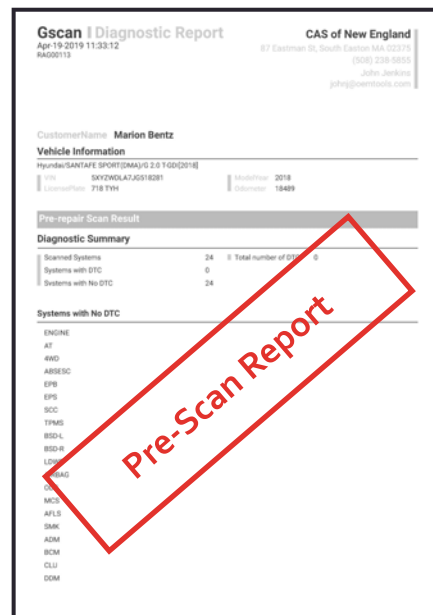 Gscan I Diagnostic Report
CAS of New England
Apr-19-2019 11:33:12
87 Eastman St, South Easton MA 02375
RAG00113
(508) 238-5855
John Jenkins
johnj@oemtools.com
CustomerName Marion Bentz
Vehicle Information
Hyundai/SANTAFE SPORT(DMA)/G 2.0 T-GDI[2018]
VIN 5XYZWDLA7JG518281 ModelYear 2018
LicensePlate 718 TYH Odometer 18489
Pre-repair Scan Result
Diagnostic Summary
Scanned Systems 24 Total number of DTC 0
Systems with DTC 0
Systems with No DTC 24
Systems with No DTC
ENGINE
AT
4WD
ABSESC
EPB
EPS
SCC
TPMS
BSD-L
BSD-R
MCS
AFLS
SMK
ADM
BCM
CLU
DDM
Pre-Scan Report